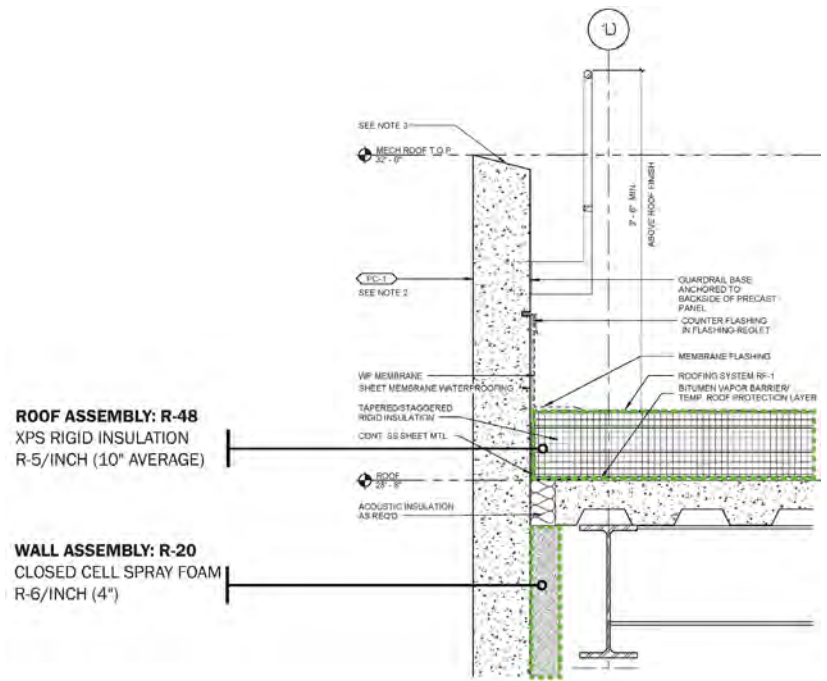 C
SEE NOTE 3
MECH ROOF T.O.P
32' - 0"
3' - 6" MIN.
ABOVE ROOF FINISH
PC-1
SEE NOTE 2
GUARDRAIL BASE
ANCHORED TO
BACKSIDE OF PRECAST
PANEL
COUNTER FLASHING
IN FLASHING REGLET
MEMBRANE FLASHING
WP MEMBRANE
SHEET MEMBRANE WATERPROOFING
ROOFING SYSTEM RF-1
BITUMEN VAPOR BARRIER/
TEMP. ROOF PROTECTION LAYER
TAPERED/STAGGERED
RIGID INSULATION
CONT. SS SHEET MTL
ROOF ASSEMBLY: R-48
XPS RIGID INSULATION
R-5/INCH (10" AVERAGE)
ROOF
28' - 8"
ACOUSTIC INSULATION
AS REQ'D
WALL ASSEMBLY: R-20
CLOSED CELL SPRAY FOAM
R-6/INCH (4")